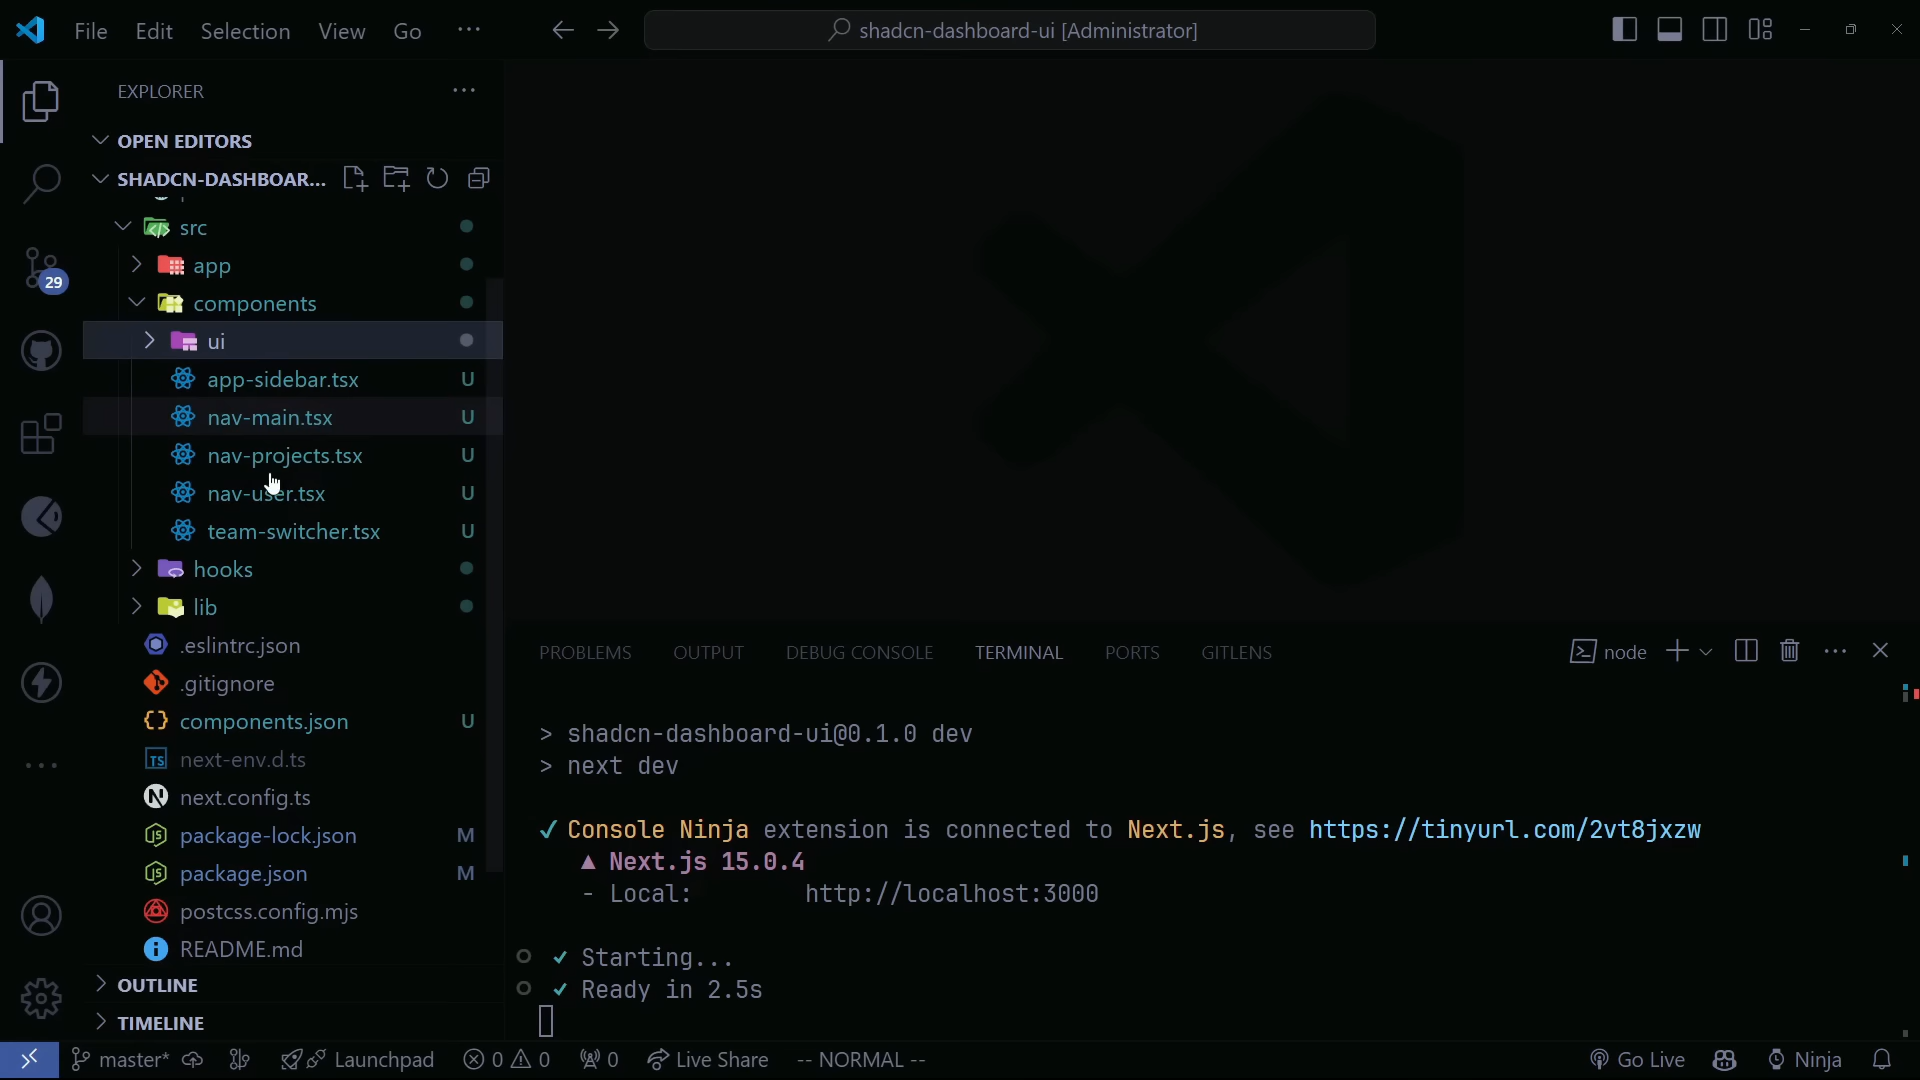 File Edit Selection View Go ···
shadcn-dashboard-ui [Administrator]
EXPLORER
OPEN EDITORS
SHADCN-DASHBOAR...
src
app
components
ui
app-sidebar.tsx U
nav-main.tsx U
nav-projects.tsx U
nav-user.tsx U
team-switcher.tsx U
hooks
lib
.eslintrc.json
.gitignore
components.json U
next-env.d.ts
next.config.ts
package-lock.json M
package.json M
postcss.config.mjs
README.md
OUTLINE
TIMELINE
29
PROBLEMS OUTPUT DEBUG CONSOLE TERMINAL PORTS GITLENS
node
> shadcn-dashboard-ui@0.1.0 dev
> next dev
✓ Console Ninja extension is connected to Next.js, see https://tinyurl.com/2vt8jxzw
▲ Next.js 15.0.4
- Local: http://localhost:3000
✓ Starting...
✓ Ready in 2.5s
master* Launchpad 0 0 0 Live Share -- NORMAL -- Go Live Ninja